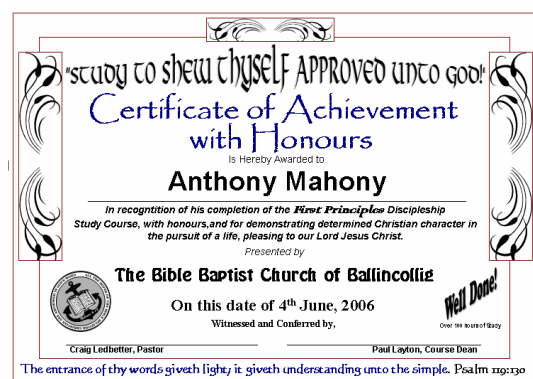 "STUDY TO SHEW THYSELF APPROVED UNTO GOD!"
Certificate of Achievement
with Honours
Is Hereby Awarded to
Anthony Mahony
In recogntition of his completion of the First Principles Discipleship
Study Course, with honours,and for demonstrating determined Christian character in
the pursuit of a life, pleasing to our Lord Jesus Christ.
Presented by
The Bible Baptist Church of Ballincollig
On this date of 4th June, 2006
Witnessed and Conferred by,
Well Done!
Over 100 hours of Study
Craig Ledbetter, Pastor
Paul Layton, Course Dean
The entrance of thy words giveth light; it giveth understanding unto the simple. Psalm 119:130